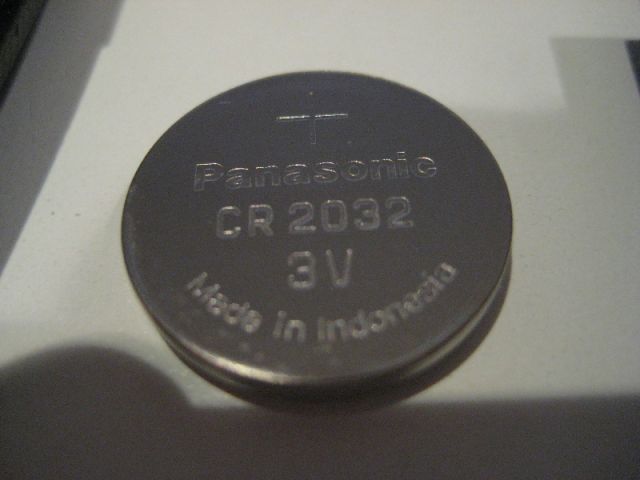 +
Panasonic
CR 2032
3V
Made in Indonesia